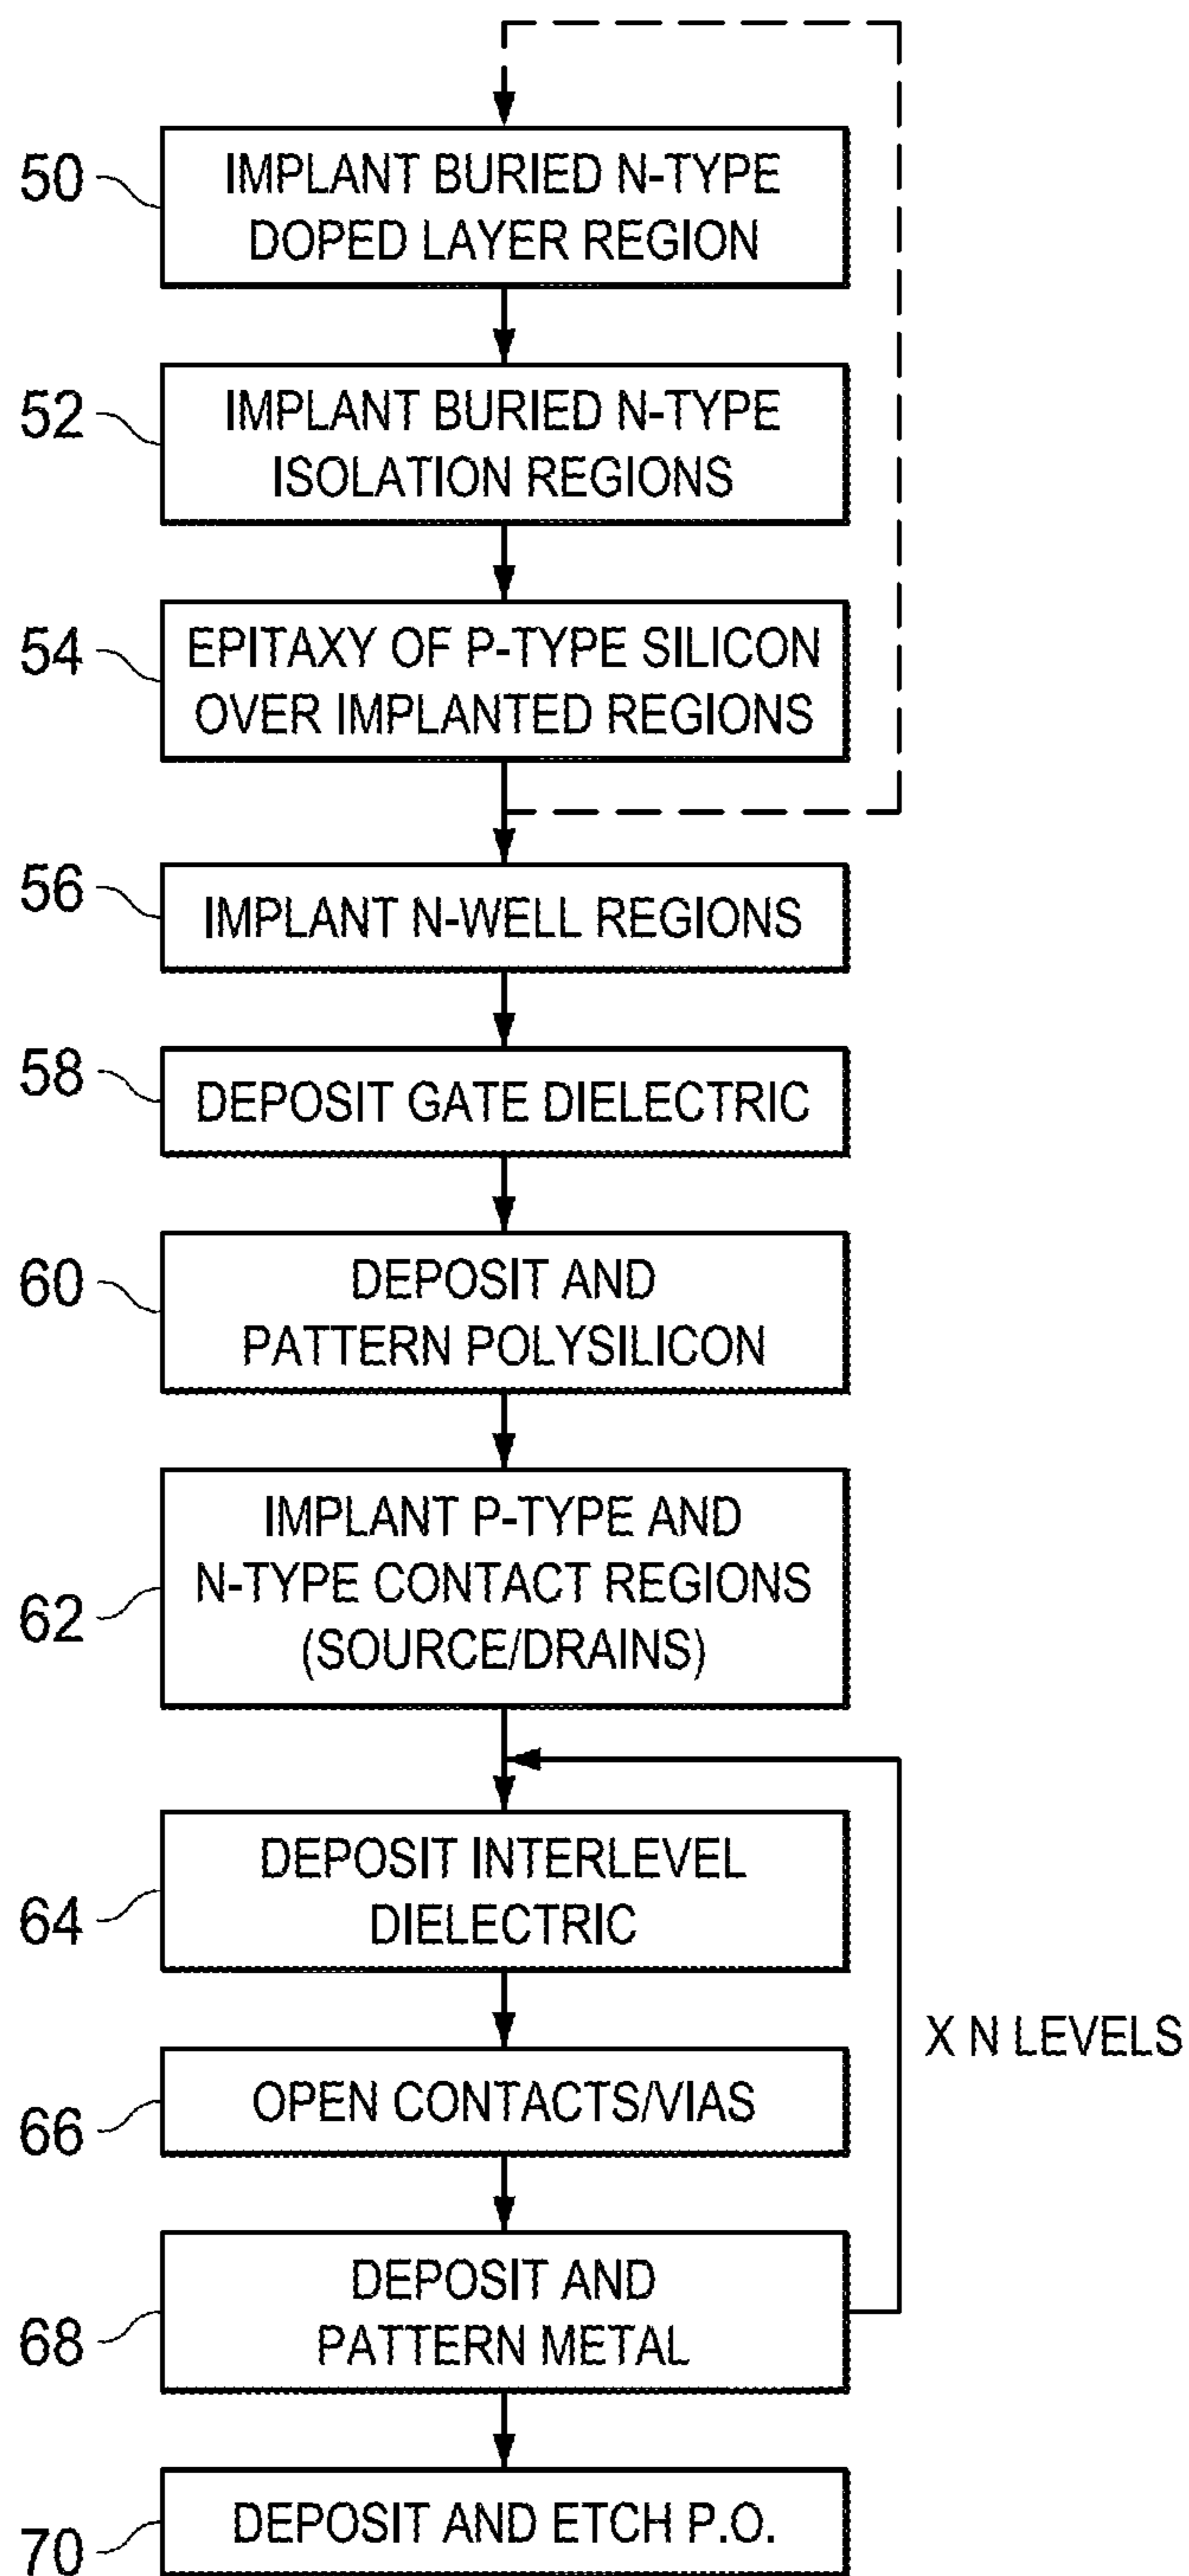 50
IMPLANT BURIED N-TYPE
DOPED LAYER REGION
52
IMPLANT BURIED N-TYPE
ISOLATION REGIONS
54
EPITAXY OF P-TYPE SILICON
OVER IMPLANTED REGIONS
56
IMPLANT N-WELL REGIONS
58
DEPOSIT GATE DIELECTRIC
60
DEPOSIT AND
PATTERN POLYSILICON
62
IMPLANT P-TYPE AND
N-TYPE CONTACT REGIONS
(SOURCE/DRAINS)
64
DEPOSIT INTERLEVEL
DIELECTRIC
X N LEVELS
66
OPEN CONTACTS/VIAS
68
DEPOSIT AND
PATTERN METAL
70
DEPOSIT AND ETCH P.O.